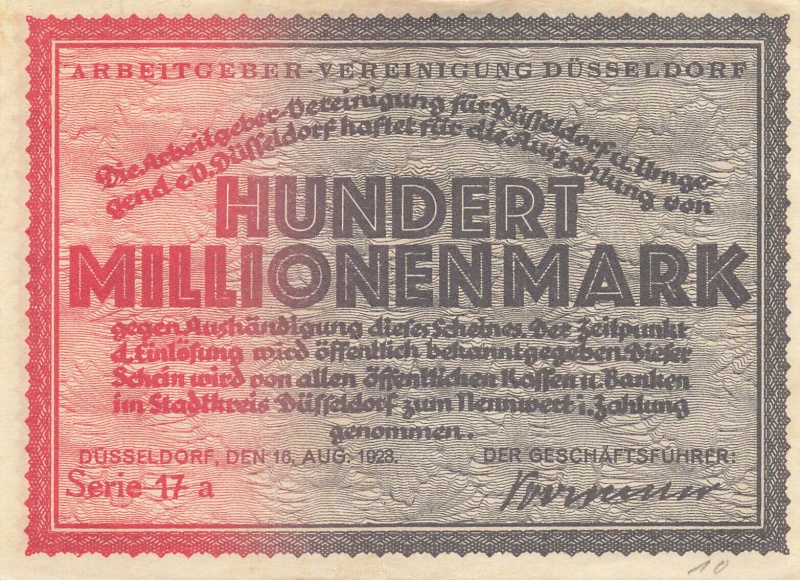 ARBEITGEBER-VEREINIGUNG DÜSSELDORF
Die Arbeitgeber-Vereinigung für Düsseldorf u. Umge-
gend e.V. Düsseldorf haftet für die Auszahlung von
HUNDERT
MILLIONEN MARK
gegen Aushändigung dieses Scheines. Der Zeitpunkt
d. Einlösung wird öffentlich bekanntgegeben. Dieser
Schein wird von allen öffentlichen Kassen u. Banken
im Stadtkreis Düsseldorf zum Nennwert i. Zahlung
genommen.
DÜSSELDORF, DEN 16. AUG. 1923. DER GESCHÄFTSFÜHRER:
Serie 17 a
10